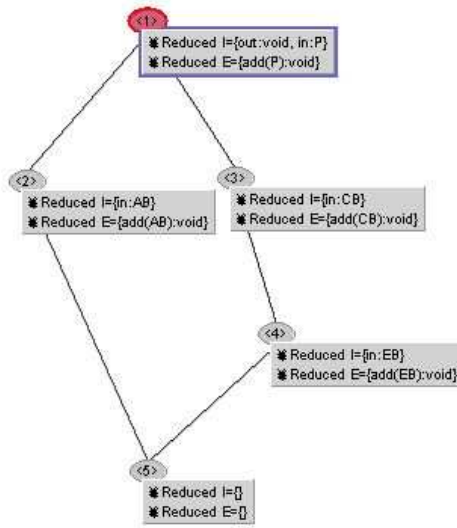 <1>
Reduced I={out:void, in:P}
Reduced E={add(P):void}
<2>
Reduced I={in:AB}
Reduced E={add(AB):void}
<3>
Reduced I={in:CB}
Reduced E={add(CB):void}
<4>
Reduced I={in:EB}
Reduced E={add(EB):void}
<5>
Reduced I={}
Reduced E={}